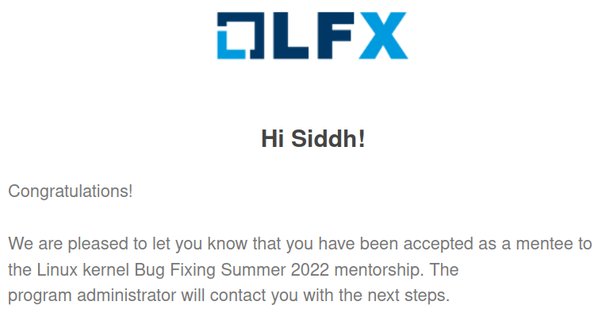 LFX
Hi Siddh!
Congratulations!
We are pleased to let you know that you have been accepted as a mentee to
the Linux kernel Bug Fixing Summer 2022 mentorship. The
program administrator will contact you with the next steps.